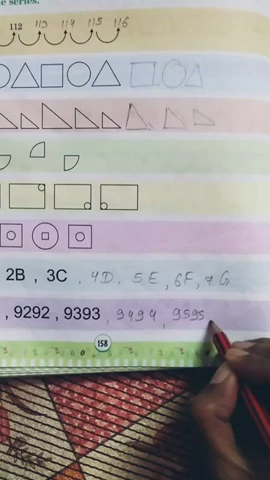 e series.
112 113 114 115 116
2B , 3C , 4D , 5E , 6F , 7G
, 9292 , 9393 , 9494 , 9595
158